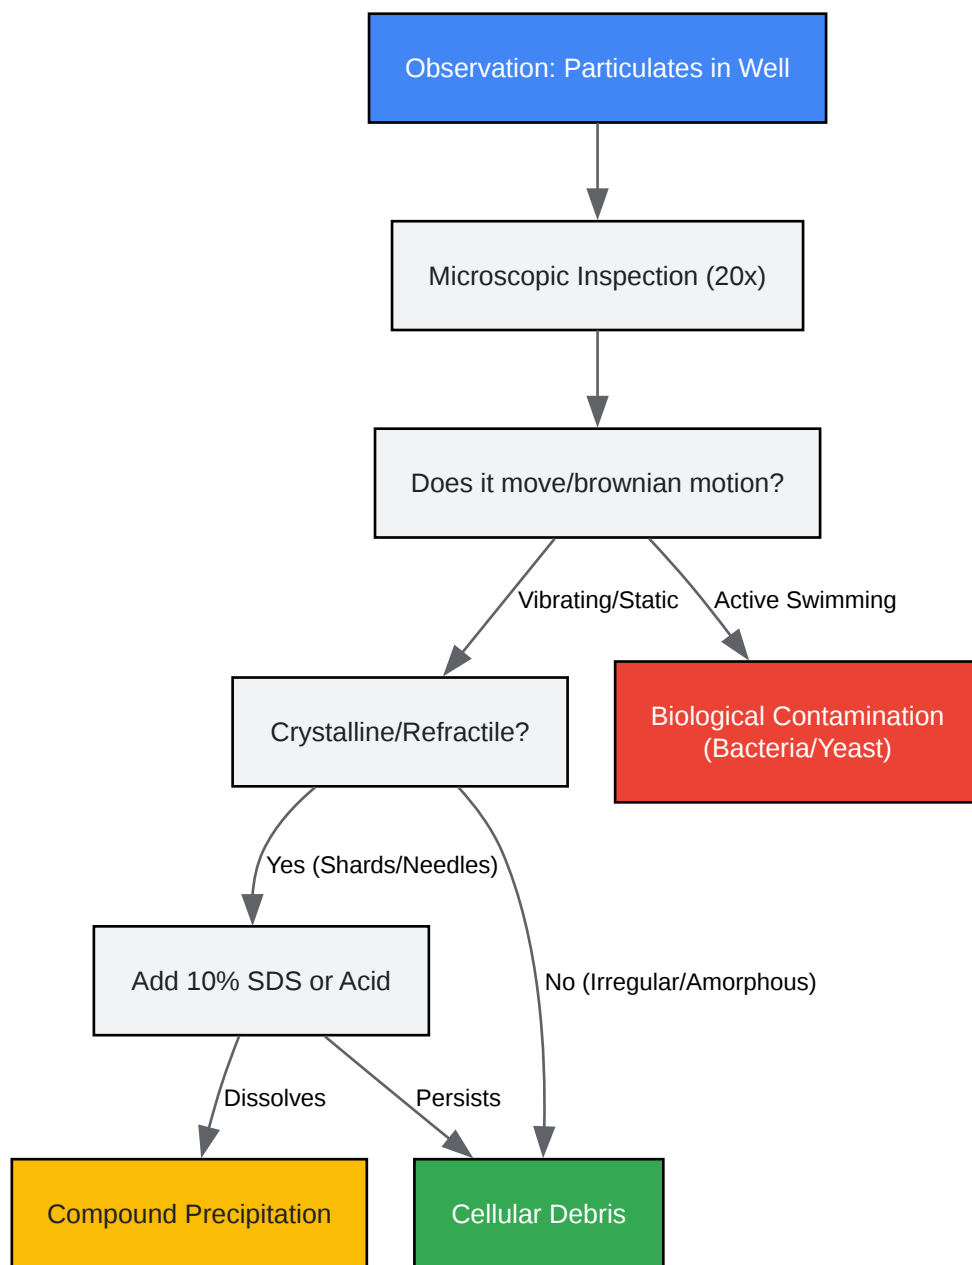 Observation: Particulates in Well
Microscopic Inspection (20x)
Does it move/brownian motion?
Vibrating/Static
Active Swimming
Crystalline/Refractile?
Biological Contamination
(Bacteria/Yeast)
Yes (Shards/Needles)
Add 10% SDS or Acid
No (Irregular/Amorphous)
Dissolves
Persists
Compound Precipitation
Cellular Debris